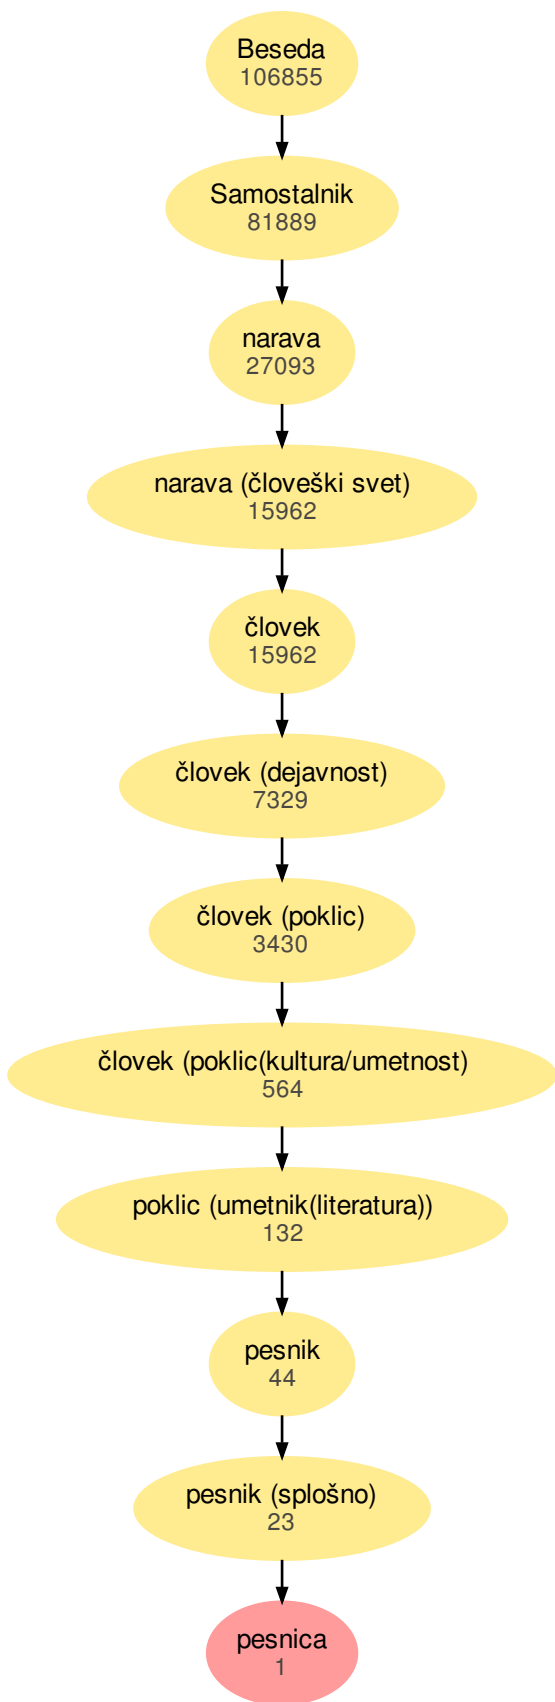 Beseda
106855
Samostalnik
81889
narava
27093
narava (človeški svet)
15962
človek
15962
človek (dejavnost)
7329
človek (poklic)
3430
človek (poklic(kultura/umetnost)
564
poklic (umetnik(literatura))
132
pesnik
44
pesnik (splošno)
23
pesnica
1